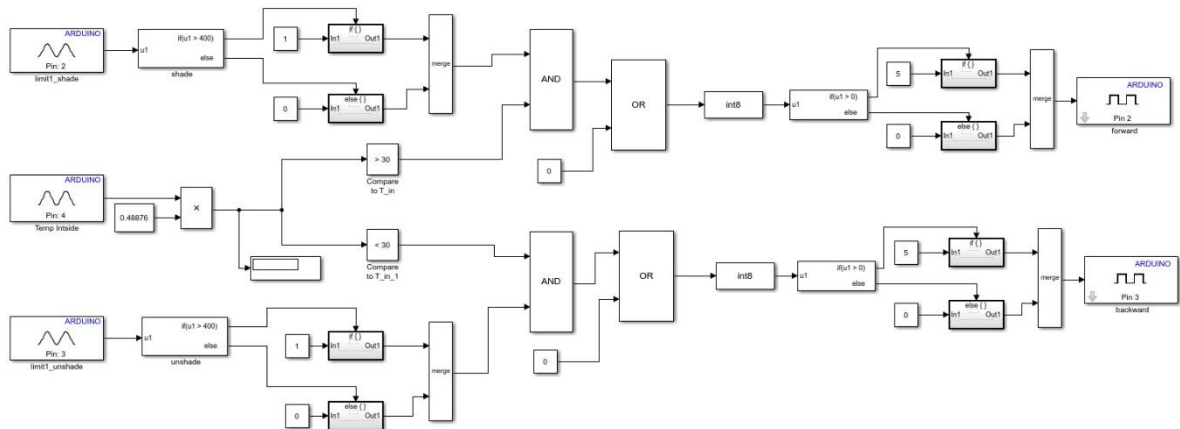 ARDUINO
Pin: 2
limit1_shade
u1
if(u1 > 400)
else
shade
1
if { }
In1
Out1
0
else { }
In1
Out1
merge
AND
OR
0
int8
u1
if(u1 > 0)
else
5
if { }
In1
Out1
0
else { }
In1
Out1
merge
ARDUINO
Pin 2
forward
ARDUINO
Pin: 4
Temp Intside
0.48876
×
> 30
Compare
to T_in
< 30
Compare
to T_in_1
ARDUINO
Pin: 3
limit1_unshade
u1
if(u1 > 400)
else
unshade
1
if { }
In1
Out1
0
else { }
In1
Out1
merge
AND
OR
0
int8
u1
if(u1 > 0)
else
5
if { }
In1
Out1
0
else { }
In1
Out1
merge
ARDUINO
Pin 3
backward